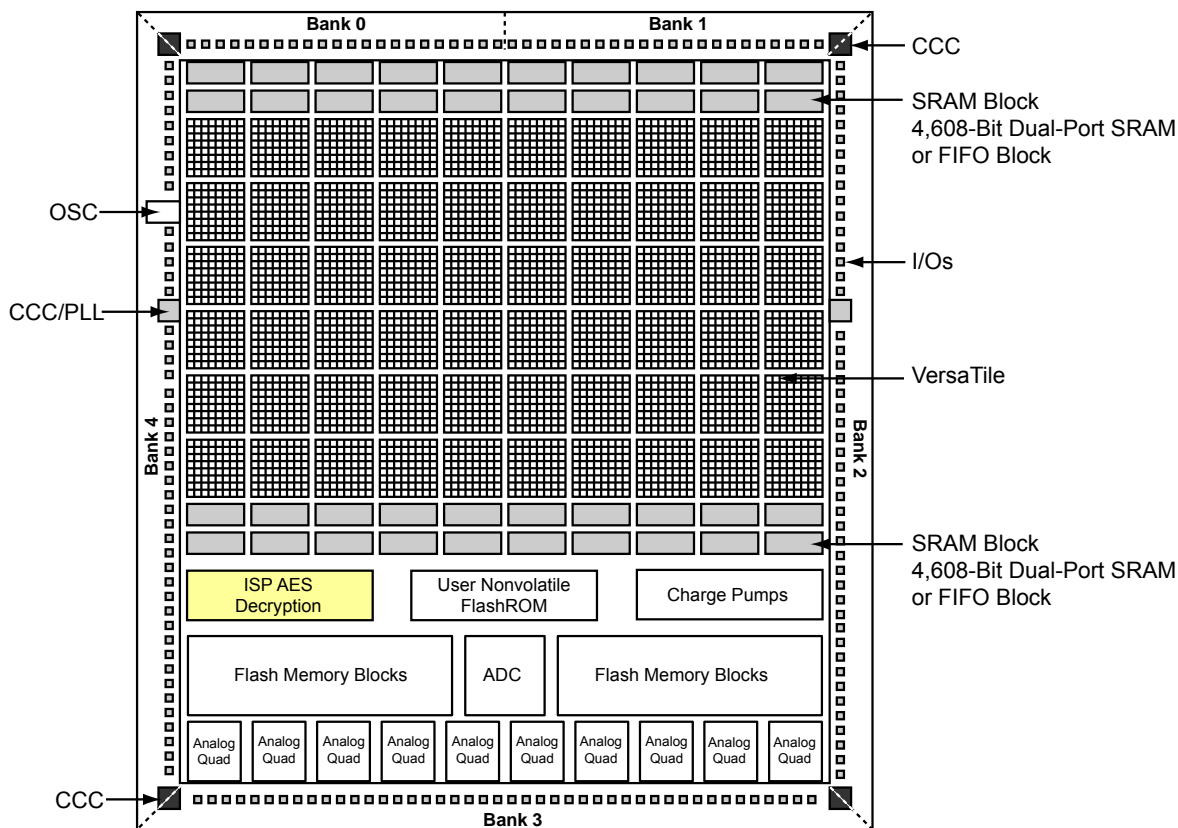 Bank 0
Bank 1
CCC
SRAM Block
4,608-Bit Dual-Port SRAM
or FIFO Block
OSC
I/Os
CCC/PLL
VersaTile
Bank 4
Bank 2
SRAM Block
4,608-Bit Dual-Port SRAM
or FIFO Block
ISP AES
Decryption
User Nonvolatile
FlashROM
Charge Pumps
Flash Memory Blocks
ADC
Flash Memory Blocks
Analog
Quad
Analog
Quad
Analog
Quad
Analog
Quad
Analog
Quad
Analog
Quad
Analog
Quad
Analog
Quad
Analog
Quad
Analog
Quad
CCC
Bank 3